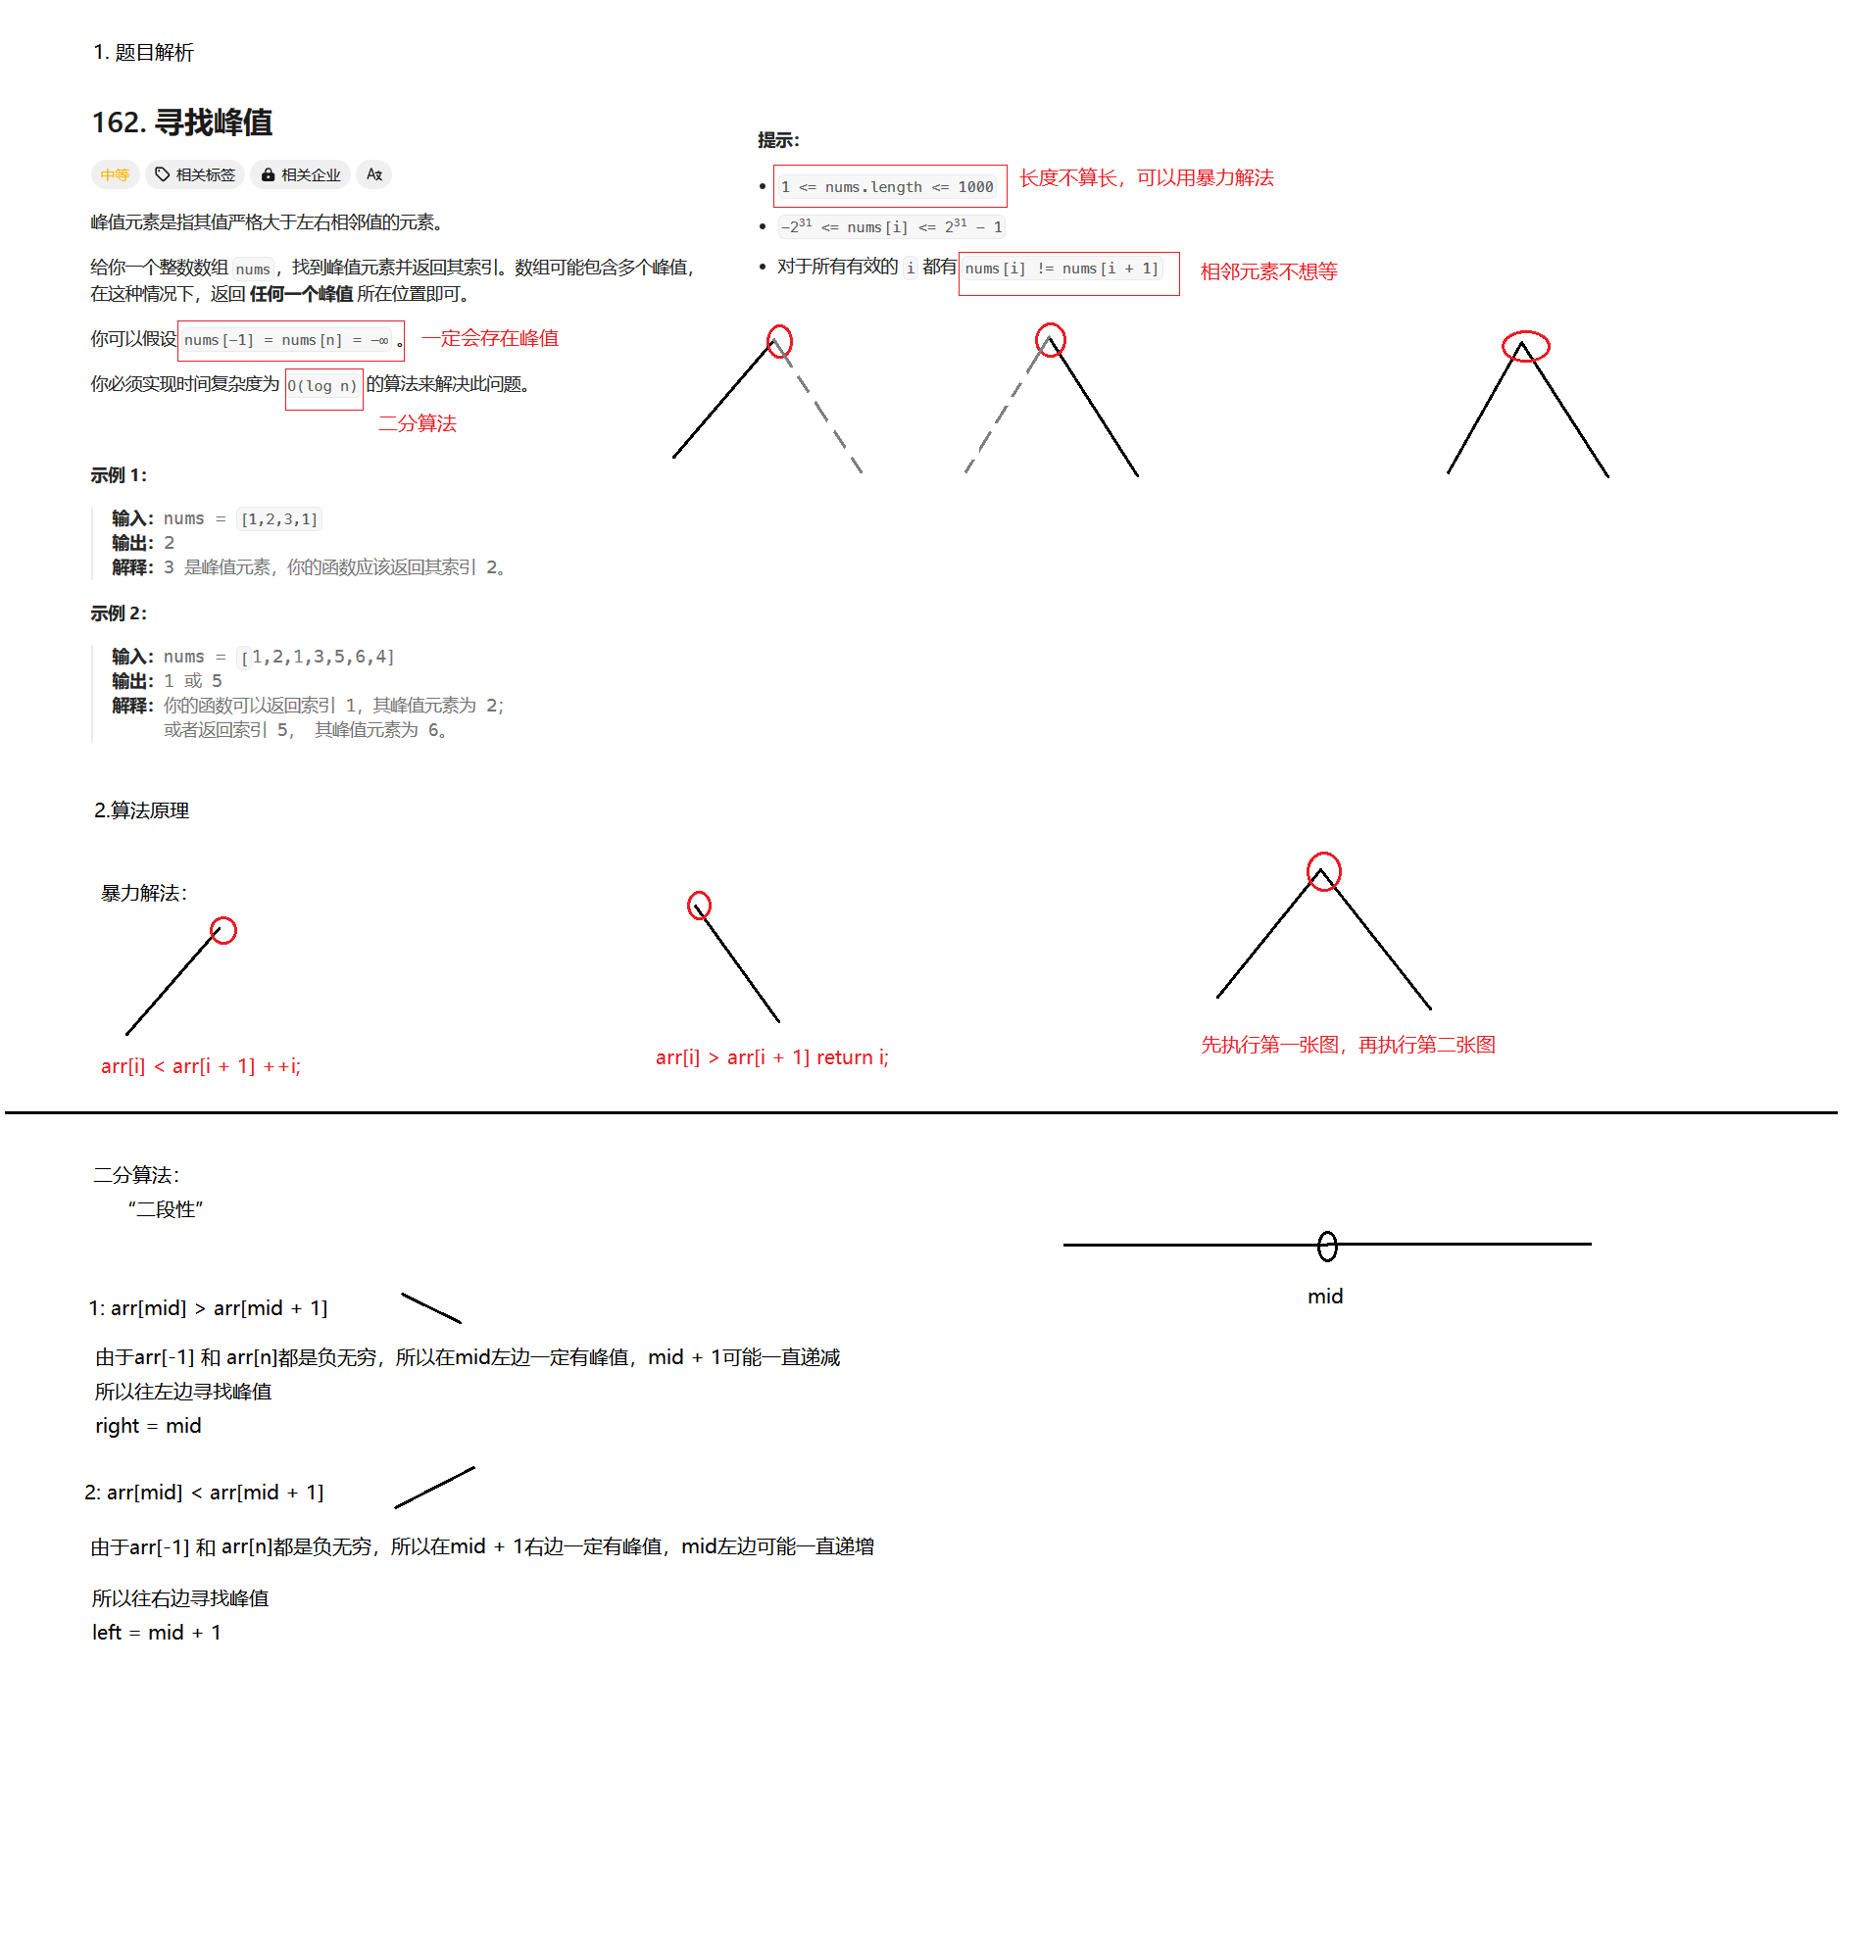 1. 题目解析
162. 寻找峰值
中等 相关标签 相关企业 Aż
峰值元素是指其值严格大于左右相邻值的元素。
给你一个整数数组 nums，找到峰值元素并返回其索引。数组可能包含多个峰值，
在这种情况下，返回 任何一个峰值 所在位置即可。
你可以假设 nums[-1] = nums[n] = -∞ 。 一定会存在峰值
你必须实现时间复杂度为 O(log n) 的算法来解决此问题。
二分算法
提示：
• 1 <= nums.length <= 1000 长度不算长，可以用暴力解法
• -2³¹ <= nums[i] <= 2³¹ - 1
• 对于所有有效的 i 都有 nums[i] != nums[i + 1] 相邻元素不想等
示例 1：
输入：nums = [1,2,3,1]
输出：2
解释：3 是峰值元素，你的函数应该返回其索引 2。
示例 2：
输入：nums = [1,2,1,3,5,6,4]
输出：1 或 5
解释：你的函数可以返回索引 1，其峰值元素为 2；
或者返回索引 5， 其峰值元素为 6。
2.算法原理
暴力解法：
arr[i] < arr[i + 1] ++i;
arr[i] > arr[i + 1] return i;
先执行第一张图，再执行第二张图
二分算法：
“二段性”
mid
1: arr[mid] > arr[mid + 1]
由于arr[-1] 和 arr[n]都是负无穷，所以在mid左边一定有峰值，mid + 1可能一直递减
所以往左边寻找峰值
right = mid
2: arr[mid] < arr[mid + 1]
由于arr[-1] 和 arr[n]都是负无穷，所以在mid + 1右边一定有峰值，mid左边可能一直递增
所以往右边寻找峰值
left = mid + 1